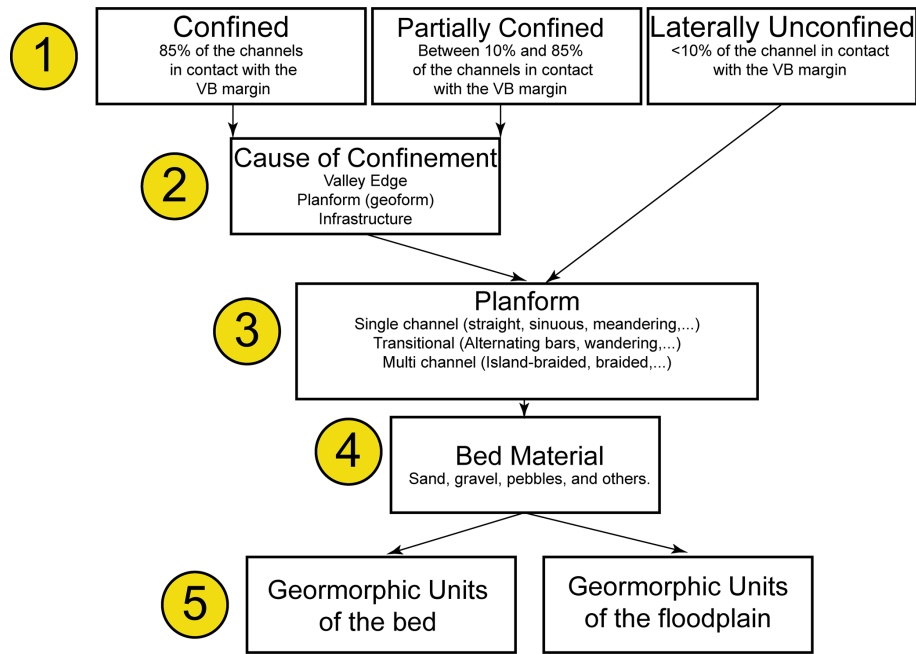 1
Confined
85% of the channels
in contact with the
VB margin
Partially Confined
Between 10% and 85%
of the channels in contact
with the VB margin
Laterally Unconfined
<10% of the channel in contact
with the VB margin
2
Cause of Confinement
Valley Edge
Planform (geoform)
Infrastructure
3
Planform
Single channel (straight, sinuous, meandering,...)
Transitional (Alternating bars, wandering,...)
Multi channel (Island-braided, braided,...)
4
Bed Material
Sand, gravel, pebbles, and others.
5
Geormorphic Units
of the bed
Geormorphic Units
of the floodplain